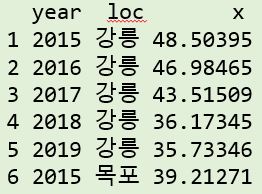 year loc x
1 2015 강릉 48.50395
2 2016 강릉 46.98465
3 2017 강릉 43.51509
4 2018 강릉 36.17345
5 2019 강릉 35.73346
6 2015 목포 39.21271